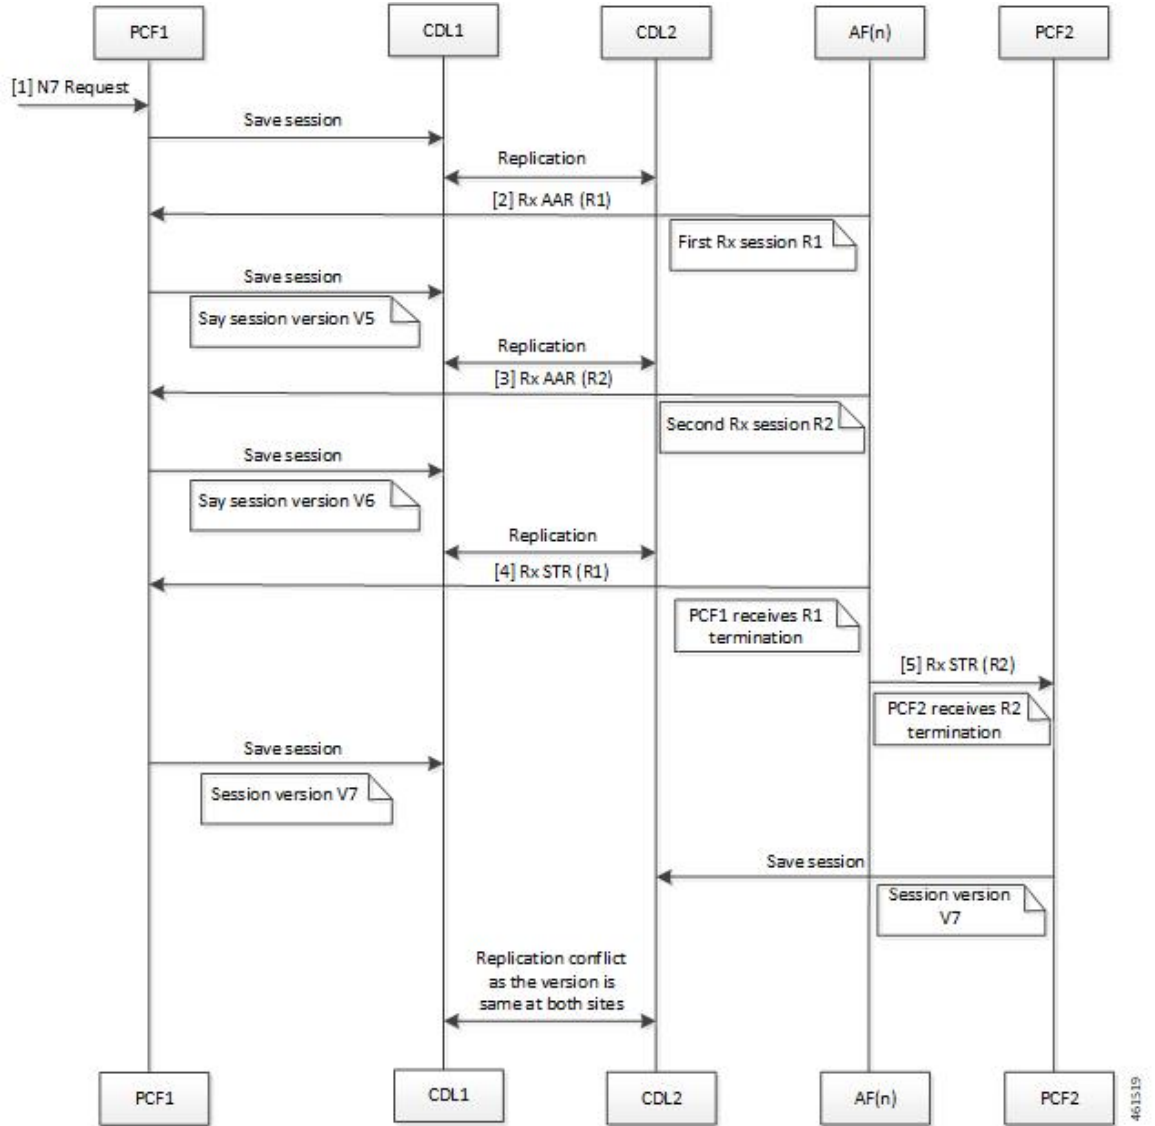 PCF1
CDL1
CDL2
AF(n)
PCF2
[1] N7 Request
Save session
Replication
[2] Rx AAR (R1)
First Rx session R1
Save session
Say session version V5
Replication
[3] Rx AAR (R2)
Second Rx session R2
Save session
Say session version V6
Replication
[4] Rx STR (R1)
PCF1 receives R1
termination
[5] Rx STR (R2)
PCF2 receives R2
termination
Save session
Session version V7
Save session
Session version
V7
Replication conflict
as the version is
same at both sites
PCF1
CDL1
CDL2
AF(n)
PCF2
461519